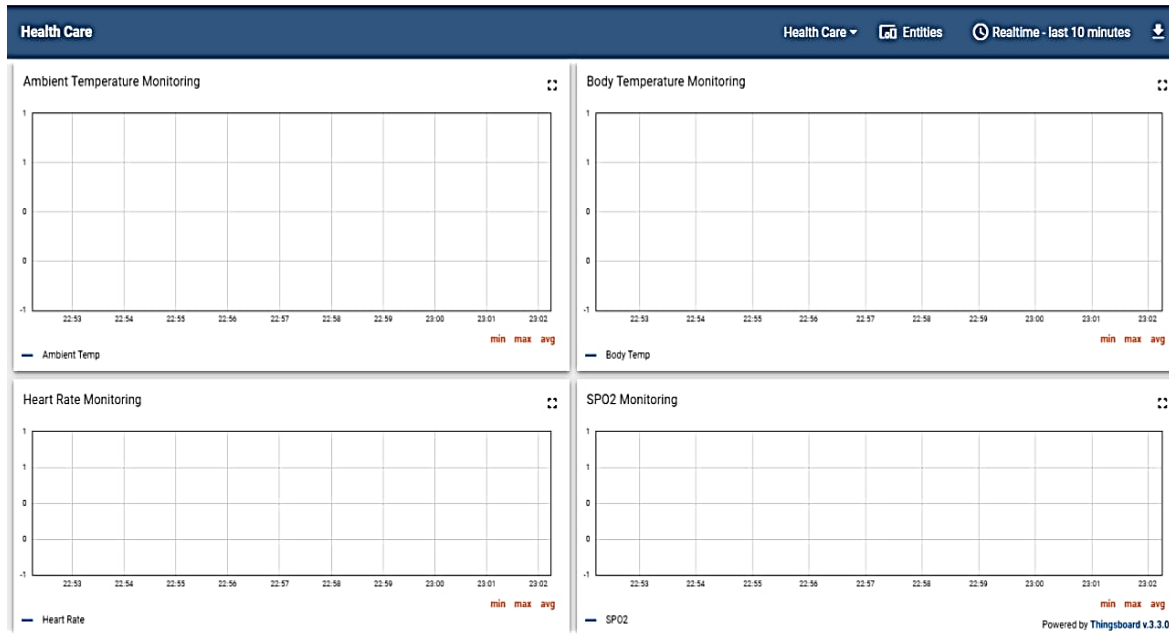 Health Care
Health Care
Entities
Realtime - last 10 minutes
Ambient Temperature Monitoring
1
1
0
0
-1
22:53 22:54 22:55 22:56 22:57 22:58 22:59 23:00 23:01 23:02
min max avg
Ambient Temp
Body Temperature Monitoring
1
1
0
0
-1
22:53 22:54 22:55 22:56 22:57 22:58 22:59 23:00 23:01 23:02
min max avg
Body Temp
Heart Rate Monitoring
1
1
0
0
-1
22:53 22:54 22:55 22:56 22:57 22:58 22:59 23:00 23:01 23:02
min max avg
Heart Rate
SPO2 Monitoring
1
1
0
0
-1
22:53 22:54 22:55 22:56 22:57 22:58 22:59 23:00 23:01 23:02
min max avg
SPO2
Powered by Thingsboard v.3.3.0